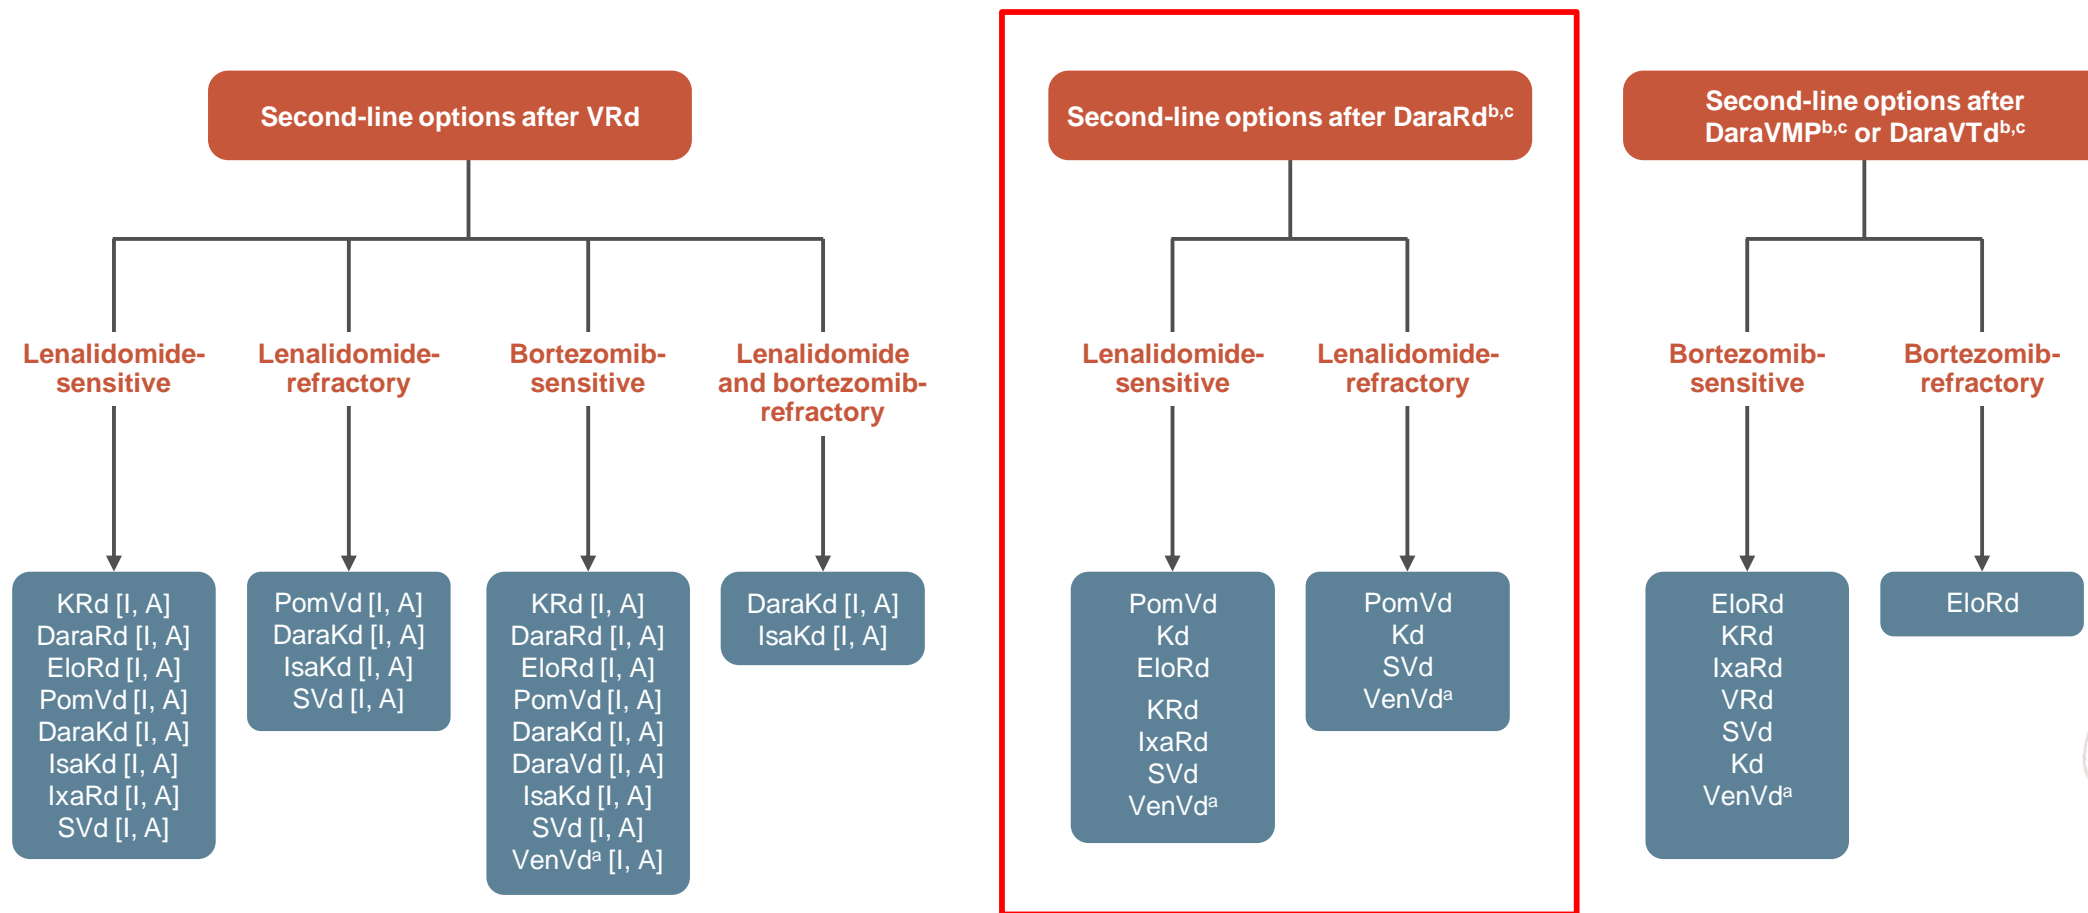 Second-line options after VRd
Lenalidomide-
sensitive
Lenalidomide-
refractory
Bortezomib-
sensitive
Lenalidomide
and bortezomib-
refractory
KRd [I, A]
DaraRd [I, A]
EloRd [I, A]
PomVd [I, A]
DaraKd [I, A]
IsaKd [I, A]
IxaRd [I, A]
SVd [I, A]
PomVd [I, A]
DaraKd [I, A]
IsaKd [I, A]
SVd [I, A]
KRd [I, A]
DaraRd [I, A]
EloRd [I, A]
PomVd [I, A]
DaraKd [I, A]
DaraVd [I, A]
IsaKd [I, A]
SVd [I, A]
VenVdᵃ [I, A]
DaraKd [I, A]
IsaKd [I, A]
Second-line options after DaraRdᵇ,ᶜ
Lenalidomide-
sensitive
Lenalidomide-
refractory
PomVd
Kd
EloRd
KRd
IxaRd
SVd
VenVdᵃ
PomVd
Kd
SVd
VenVdᵃ
Second-line options after
DaraVMPᵇ,ᶜ or DaraVTdᵇ,ᶜ
Bortezomib-
sensitive
Bortezomib-
refractory
EloRd
KRd
IxaRd
VRd
SVd
Kd
VenVdᵃ
EloRd